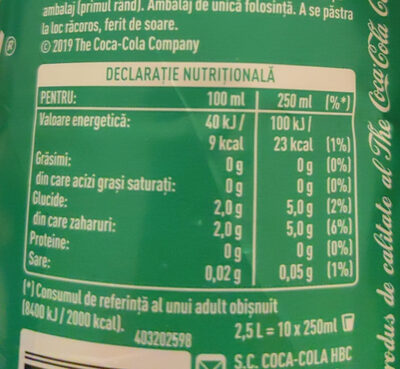 ambalaj (primul rând). Ambalaj de unică folosință. A se păstra
la loc răcoros, ferit de soare.
© 2019 The Coca-Cola Company
®
DECLARAȚIE NUTRIȚIONALĂ
PENTRU: 100 ml 250 ml (%*)
Valoare energetică: 40 kJ/ 100 kJ/
9 kcal 23 kcal (1%)
Grăsimi: 0 g 0 g (0%)
din care acizi grași saturați: 0 g 0 g (0%)
Glucide: 2,0 g 5,0 g (2%)
din care zaharuri: 2,0 g 5,0 g (6%)
Proteine: 0 g 0 g (0%)
Sare: 0,02 g 0,05 g (1%)
(*) Consumul de referință al unui adult obișnuit
(8400 kJ / 2000 kcal).
403202598
2,5 L = 10 x 250ml
S.C. COCA-COLA HBC
de calitate al The Coca-Cola